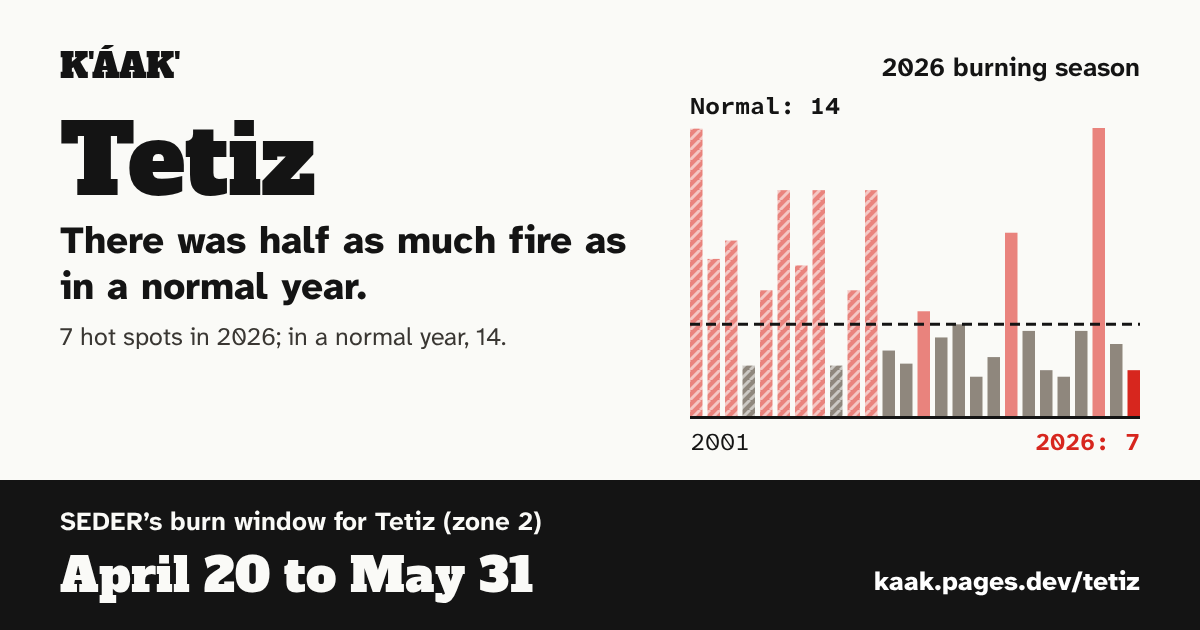 K'ÁAK'
Tetiz
There was half as much fire as
in a normal year.
7 hot spots in 2026; in a normal year, 14.
2026 burning season
Normal: 14
2001
2026: 7
SEDER’s burn window for Tetiz (zone 2)
April 20 to May 31
kaak.pages.dev/tetiz